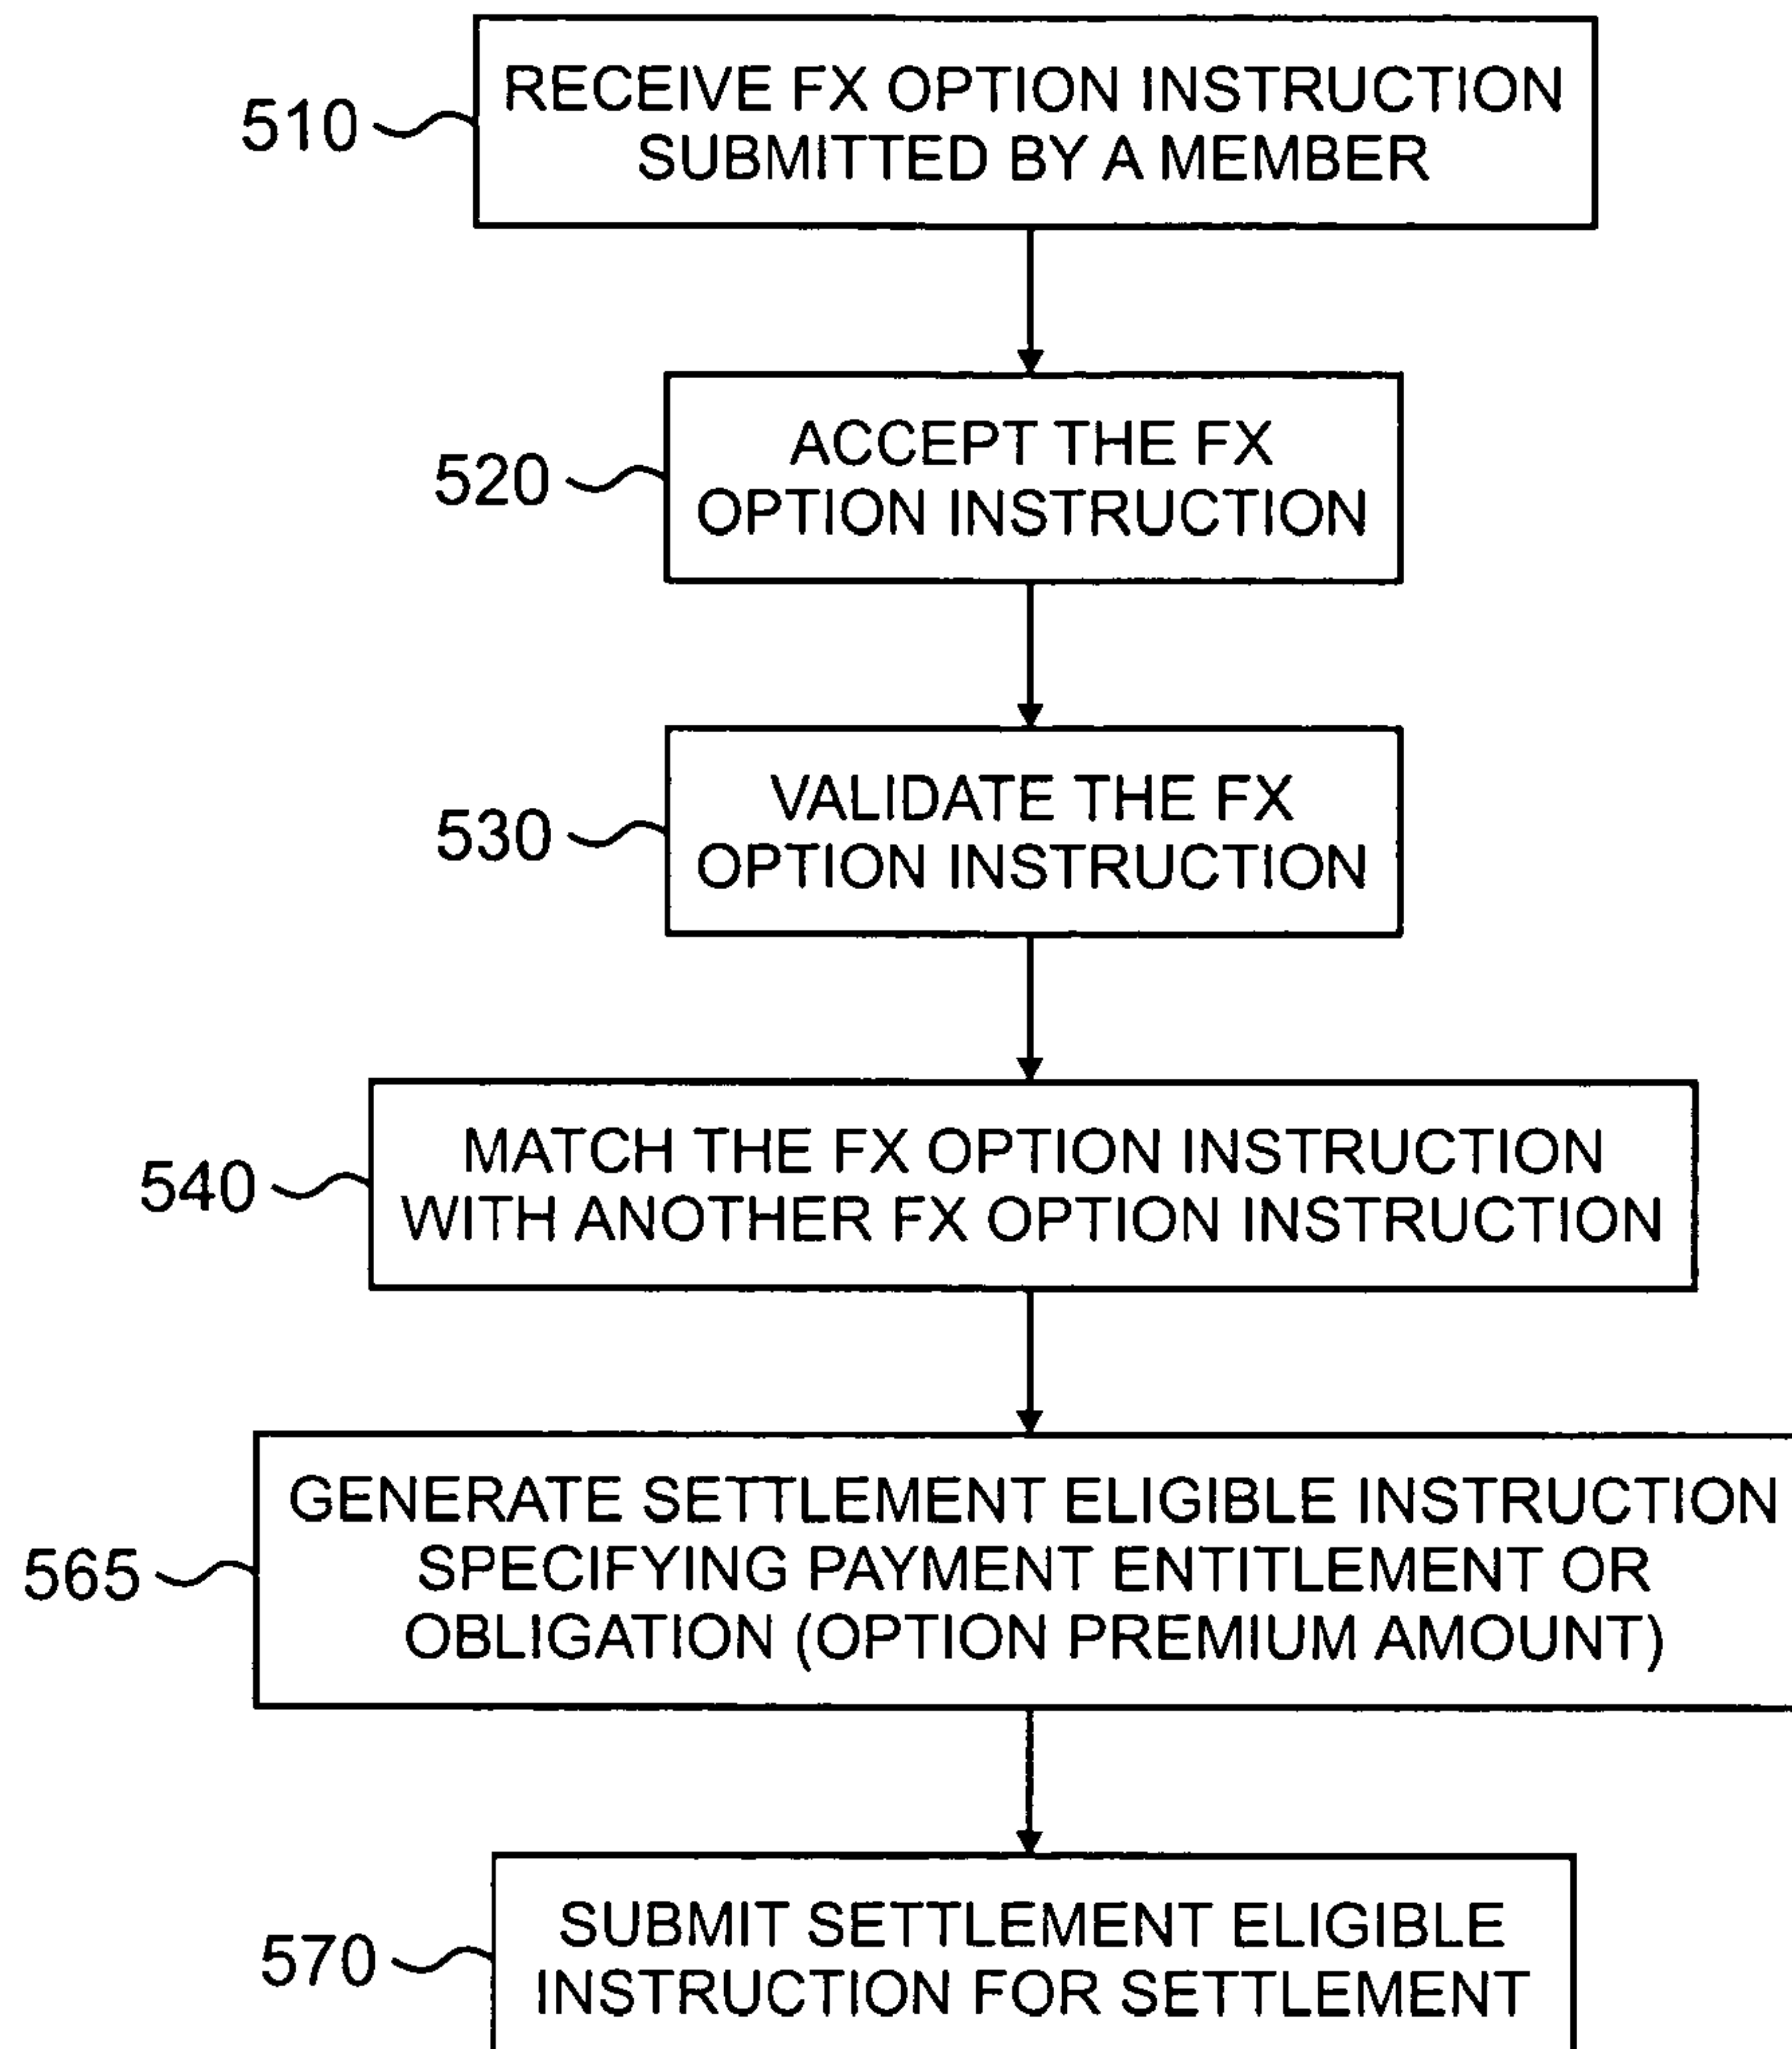 510
RECEIVE FX OPTION INSTRUCTION
SUBMITTED BY A MEMBER
520
ACCEPT THE FX
OPTION INSTRUCTION
530
VALIDATE THE FX
OPTION INSTRUCTION
540
MATCH THE FX OPTION INSTRUCTION
WITH ANOTHER FX OPTION INSTRUCTION
565
GENERATE SETTLEMENT ELIGIBLE INSTRUCTION
SPECIFYING PAYMENT ENTITLEMENT OR
OBLIGATION (OPTION PREMIUM AMOUNT)
570
SUBMIT SETTLEMENT ELIGIBLE
INSTRUCTION FOR SETTLEMENT